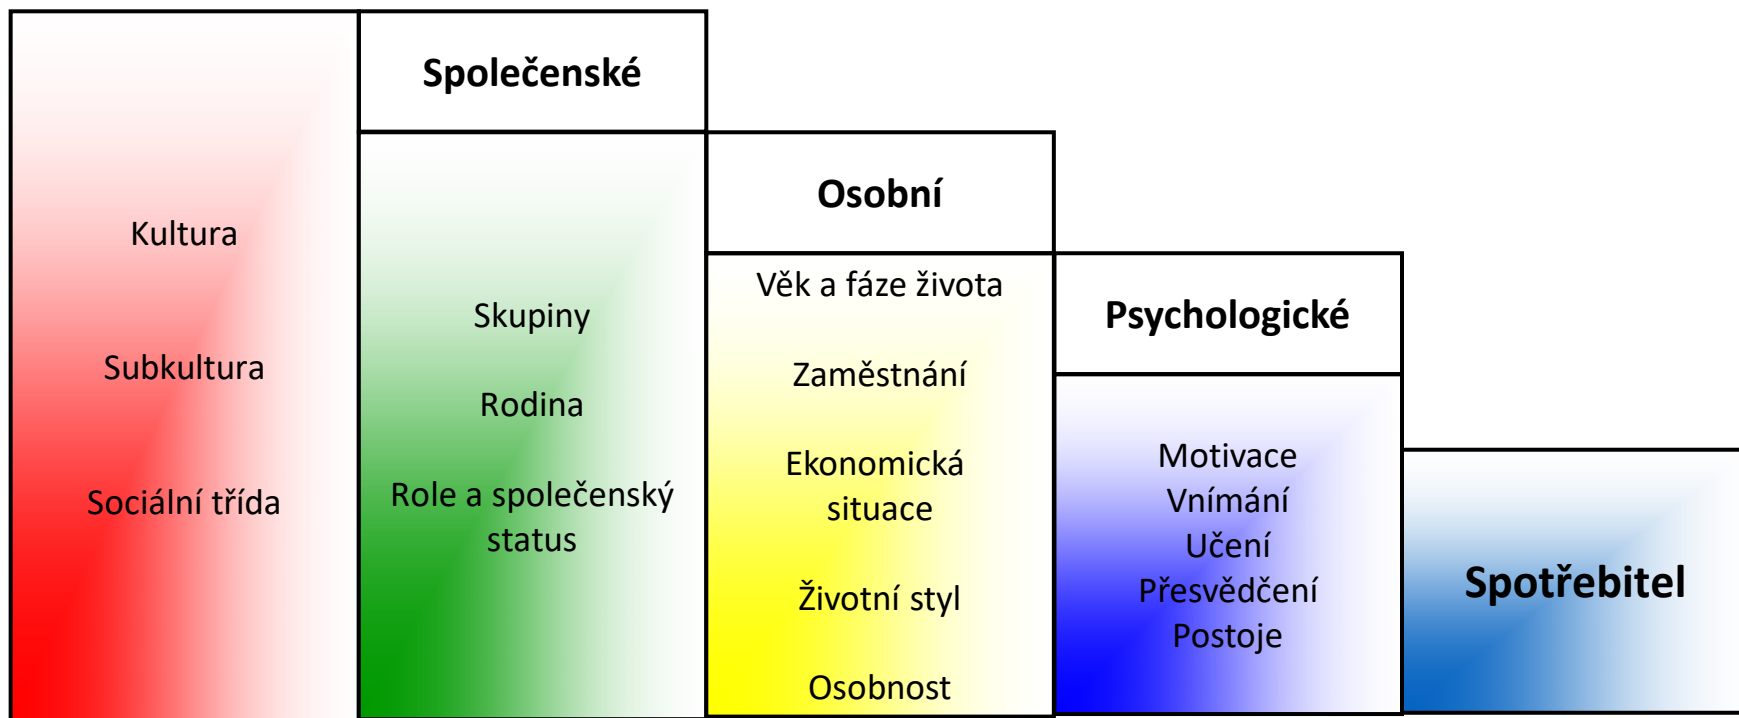 Kultura
Subkultura
Sociální třída
Společenské
Skupiny
Rodina
Role a společenský
status
Osobní
Věk a fáze života
Zaměstnání
Ekonomická
situace
Životní styl
Osobnost
Psychologické
Motivace
Vnímání
Učení
Přesvědčení
Postoje
Spotřebitel